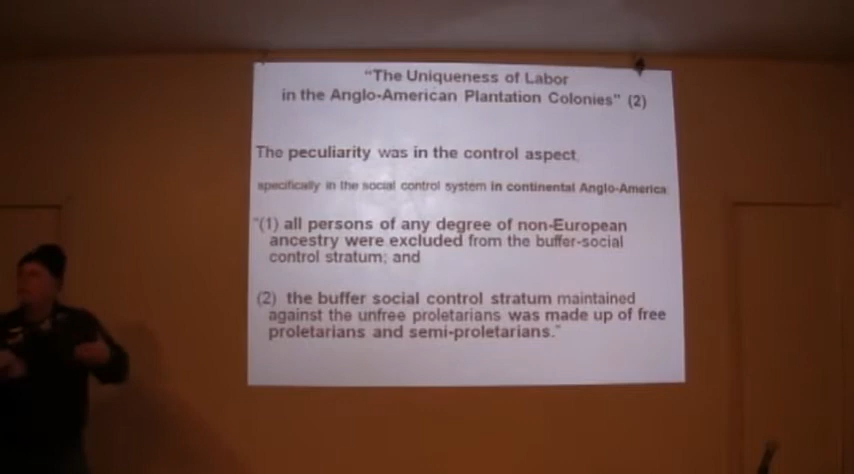 "The Uniqueness of Labor
in the Anglo-American Plantation Colonies" (2)
The peculiarity was in the control aspect,
specifically in the social control system in continental Anglo-America
"(1) all persons of any degree of non-European
ancestry were excluded from the buffer-social
control stratum; and
(2) the buffer social control stratum maintained
against the unfree proletarians was made up of free
proletarians and semi-proletarians."